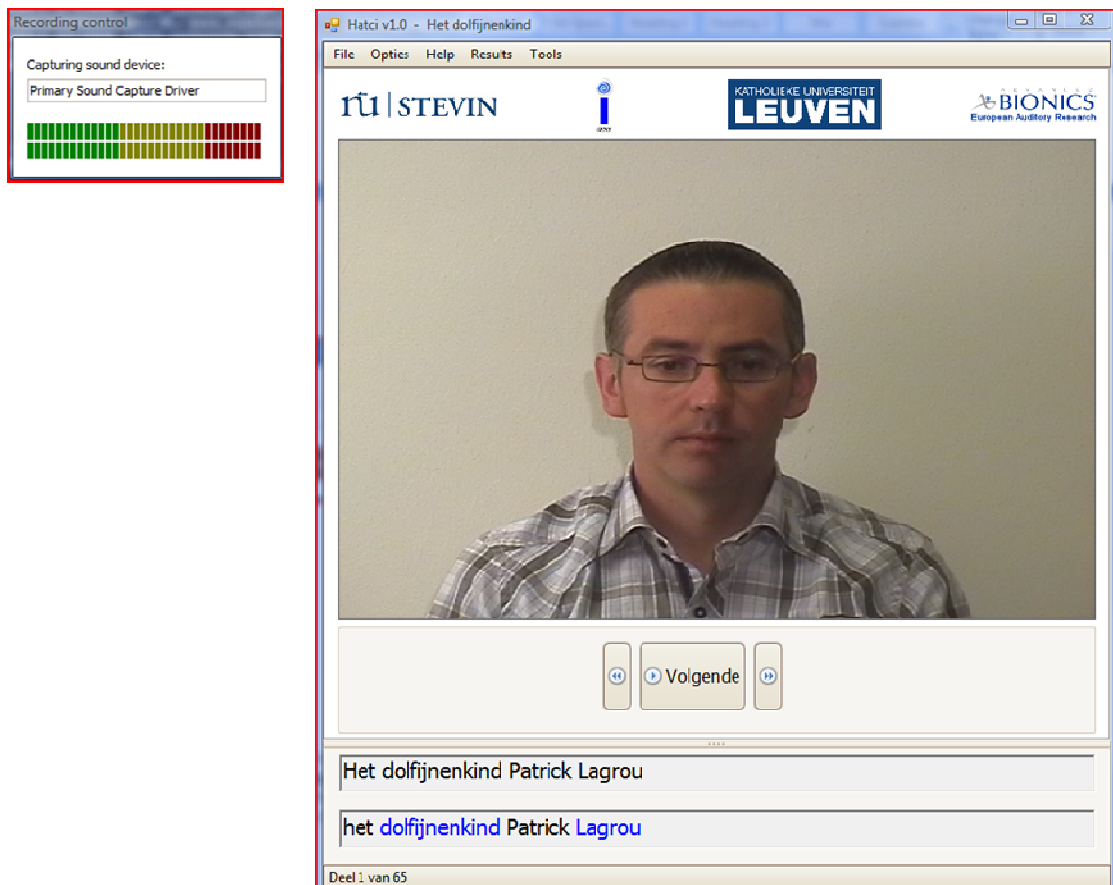 Recording control
Capturing sound device:
Primary Sound Capture Driver
Hatci v1.0 - Het dolfijnenkind
File Opties Help Results Tools
rū | STEVIN
KATHOLIEKE UNIVERSITEIT
LEUVEN
ADVANCED
BIONICS
European Auditory Research
Volgende
Het dolfijnenkind Patrick Lagrou
het dolfijnenkind Patrick Lagrou
Deel 1 van 65